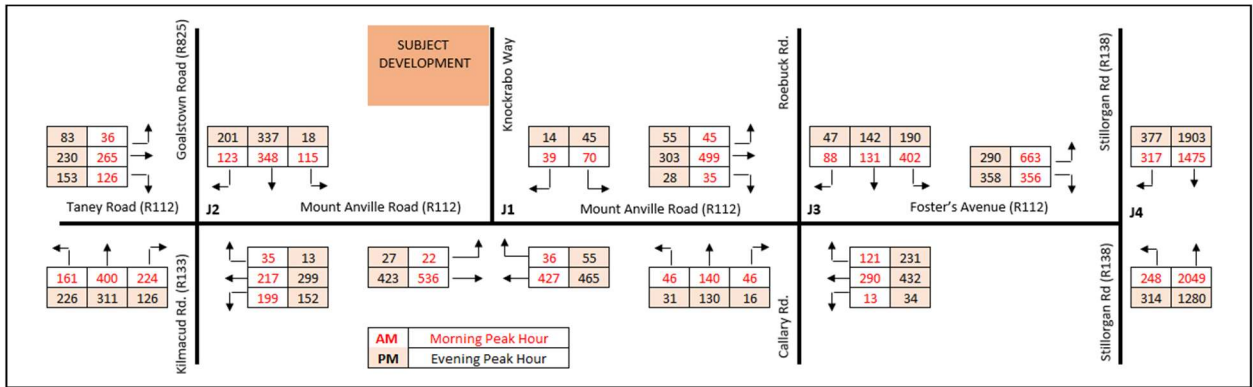 Goalstown Road (R825)
SUBJECT
DEVELOPMENT
Knockrabo Way
Roebuck Rd.
Stillorgan Rd (R138)
83 36
230 265
153 126
201 337 18
123 348 115
14 45
39 70
55 45
303 499
28 35
47 142 190
88 131 402
290 663
358 356
377 1903
317 1475
Taney Road (R112)
J2
Mount Anville Road (R112)
J1
Mount Anville Road (R112)
J3
Foster's Avenue (R112)
J4
161 400 224
226 311 126
Kilmacud Rd. (R133)
35 13
217 299
199 152
27 22
423 536
36 55
427 465
46 140 46
31 130 16
Callary Rd.
121 231
290 432
13 34
Stillorgan Rd (R138)
248 2049
314 1280
AM Morning Peak Hour
PM Evening Peak Hour